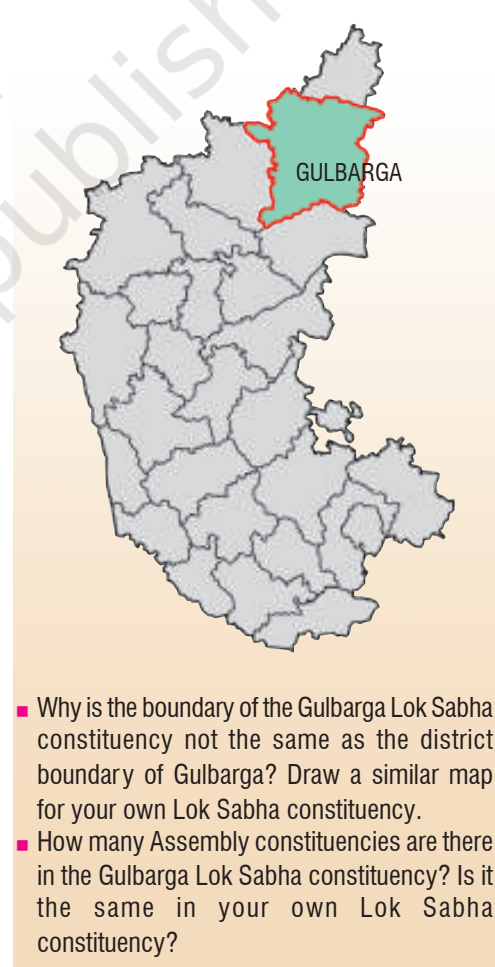 publish
GULBARGA
■ Why is the boundary of the Gulbarga Lok Sabha
constituency not the same as the district
boundary of Gulbarga? Draw a similar map
for your own Lok Sabha constituency.
■ How many Assembly constituencies are there
in the Gulbarga Lok Sabha constituency? Is it
the same in your own Lok Sabha
constituency?